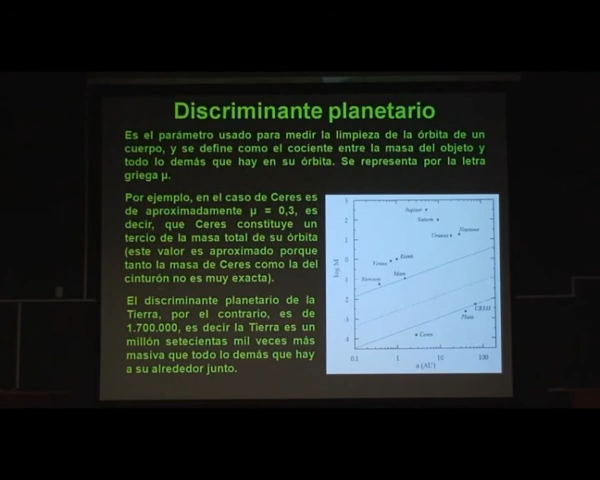 Discriminante planetario
Es el parámetro usado para medir la limpieza de la órbita de un
cuerpo, y se define como el cociente entre la masa del objeto y
todo lo demás que hay en su órbita. Se representa por la letra
griega µ.
Por ejemplo, en el caso de Ceres es
de aproximadamente µ = 0,3, es
decir, que Ceres constituye un
tercio de la masa total de su órbita
(este valor es aproximado porque
tanto la masa de Ceres como la del
cinturón no es muy exacta).
El discriminante planetario de la
Tierra, por el contrario, es de
1.700.000, es decir la Tierra es un
millón setecientas mil veces más
masiva que todo lo demás que hay
a su alrededor junto.
Jupiter
Saturn
Uranus
Neptune
Venus
Earth
Mercury
Mars
Ceres
Pluto
log M
3
2
1
0
0.1
1
10
100
a (AU)